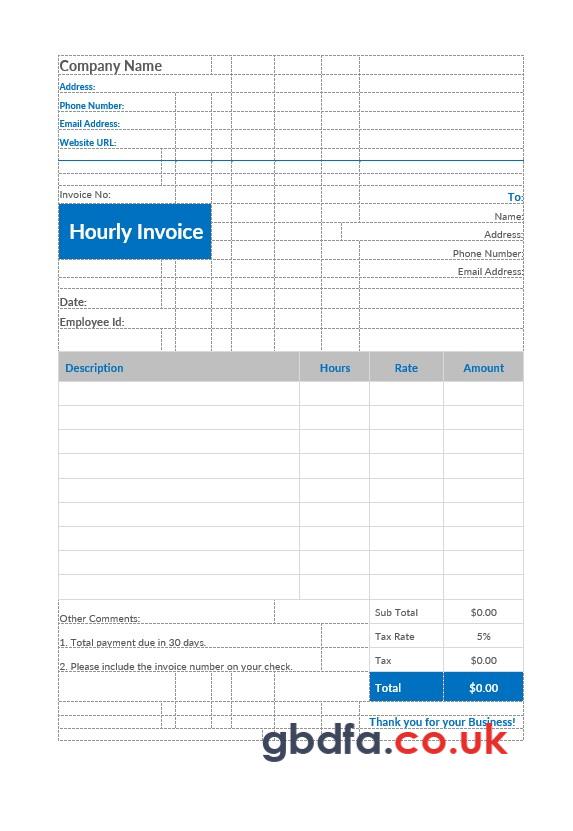 Company Name
Address:
Phone Number:
Email Address:
Website URL:
Invoice No:
To:
Hourly Invoice
Name:
Address:
Phone Number:
Email Address:
Date:
Employee Id:
Description Hours Rate Amount
Sub Total $0.00
Other Comments:
Tax Rate 5%
1. Total payment due in 30 days.
Tax $0.00
2. Please include the invoice number on your check.
Total $0.00
Thank you for your Business!
gbdfa.co.uk